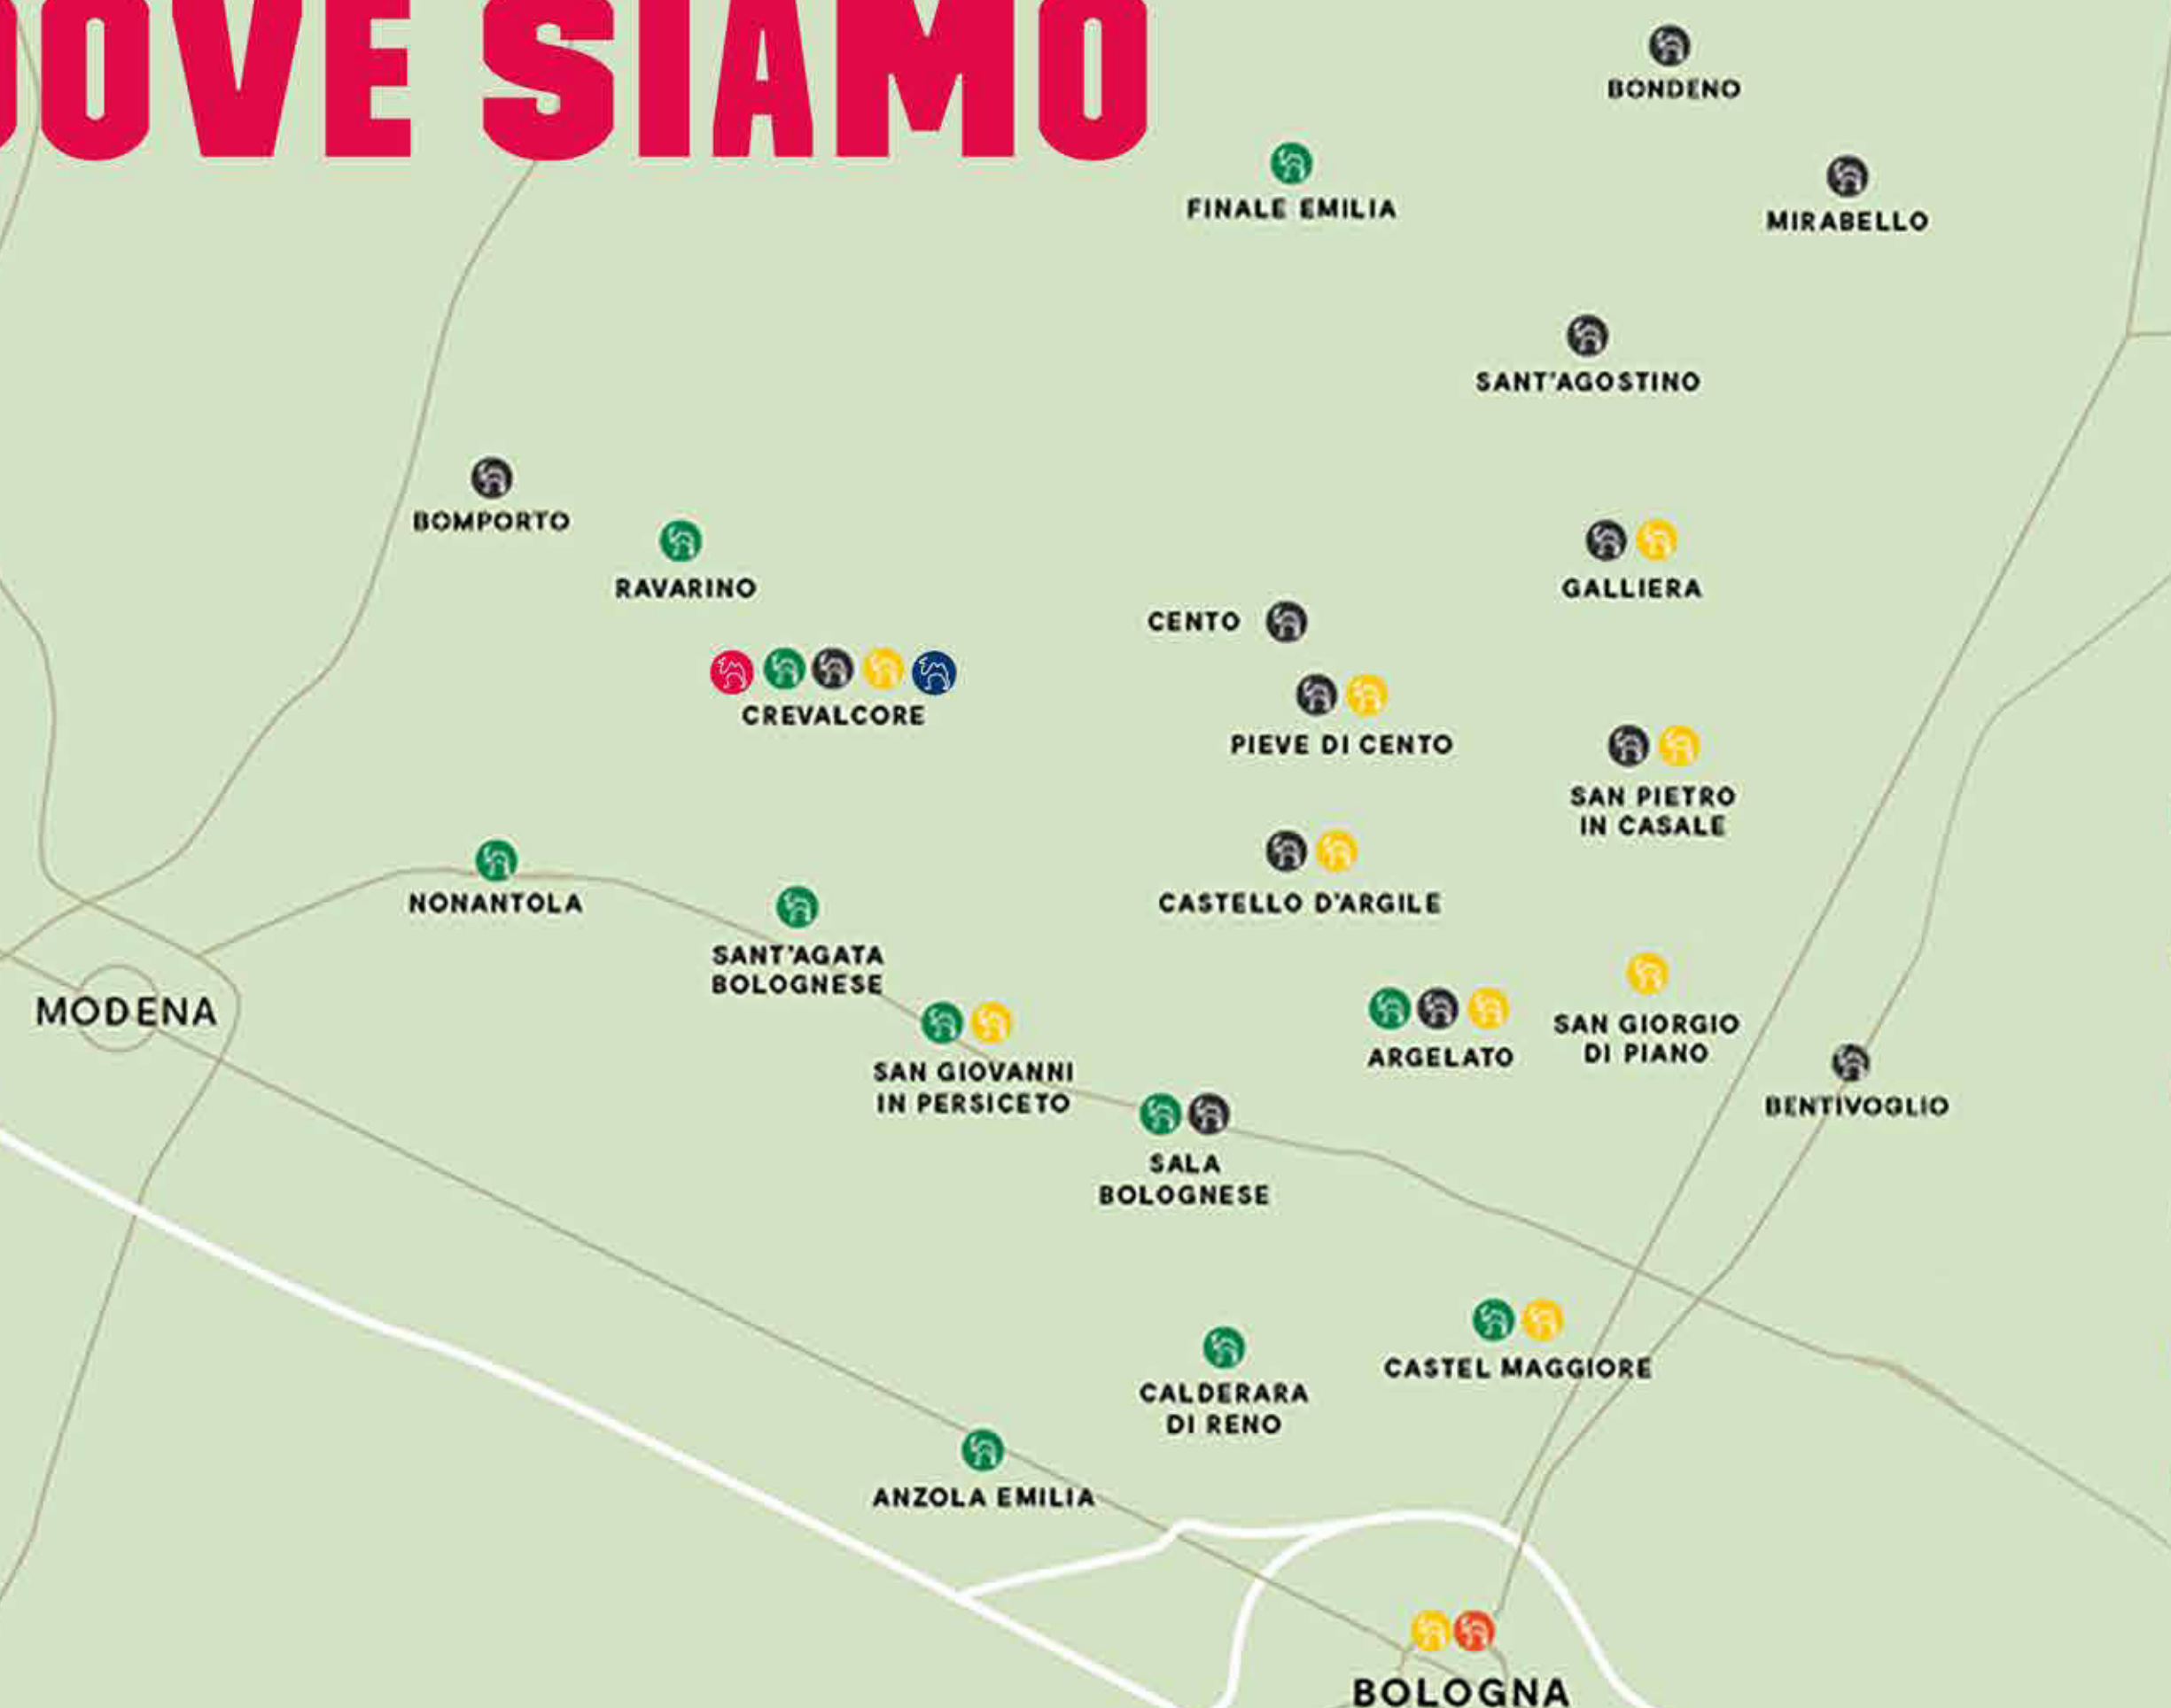 DOVE SIAMO
BONDENO
FINALE EMILIA
MIRABELLO
SANT'AGOSTINO
BOMPORTO
RAVARINO
GALLIERA
CENTO
CREVALCORE
PIEVE DI CENTO
SAN PIETRO
IN CASALE
NONANTOLA
CASTELLO D'ARGILE
SANT'AGATA
BOLOGNESE
MODENA
SAN GIORGIO
DI PIANO
ARGELATO
SAN GIOVANNI
IN PERSICETO
BENTIVOGLIO
SALA
BOLOGNESE
CASTEL MAGGIORE
CALDERARA
DI RENO
ANZOLA EMILIA
BOLOGNA